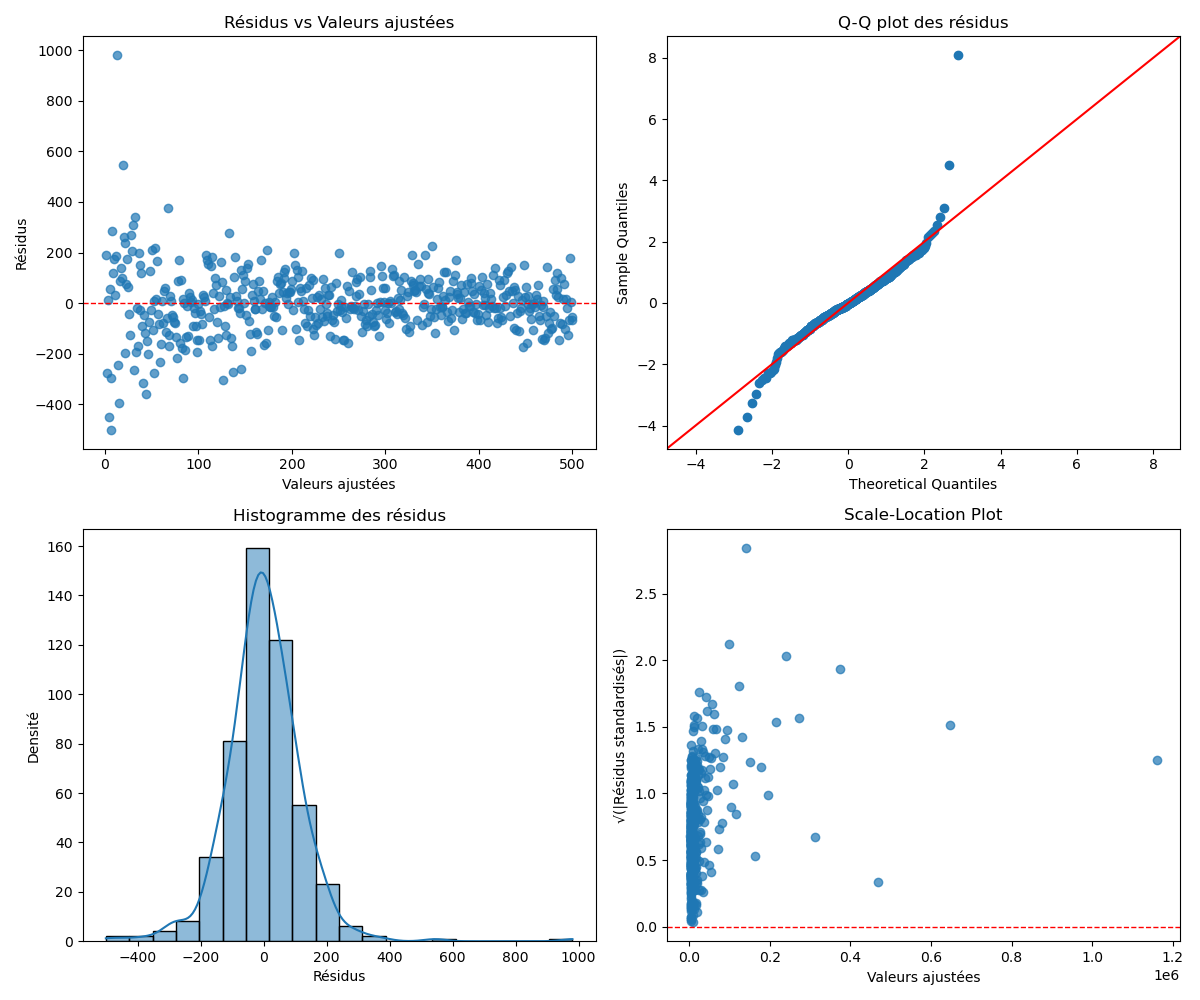 Résidus vs Valeurs ajustées
1000
800
600
400
200
0
−200
−400
Résidus
0 100 200 300 400 500
Valeurs ajustées
Q-Q plot des résidus
8
6
4
2
0
−2
−4
Sample Quantiles
−4 −2 0 2 4 6 8
Theoretical Quantiles
Histogramme des résidus
160
140
120
100
80
60
40
20
0
Densité
−400 −200 0 200 400 600 800 1000
Résidus
Scale-Location Plot
2.5
2.0
1.5
1.0
0.5
0.0
√(|Résidus standardisés|)
0.0 0.2 0.4 0.6 0.8 1.0 1.2
1e6
Valeurs ajustées